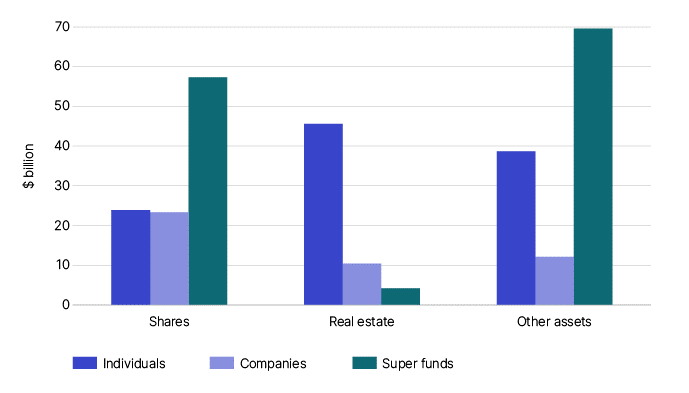 70
60
50
40
30
20
10
0
$ billion
Shares Real estate Other assets
Individuals Companies Super funds